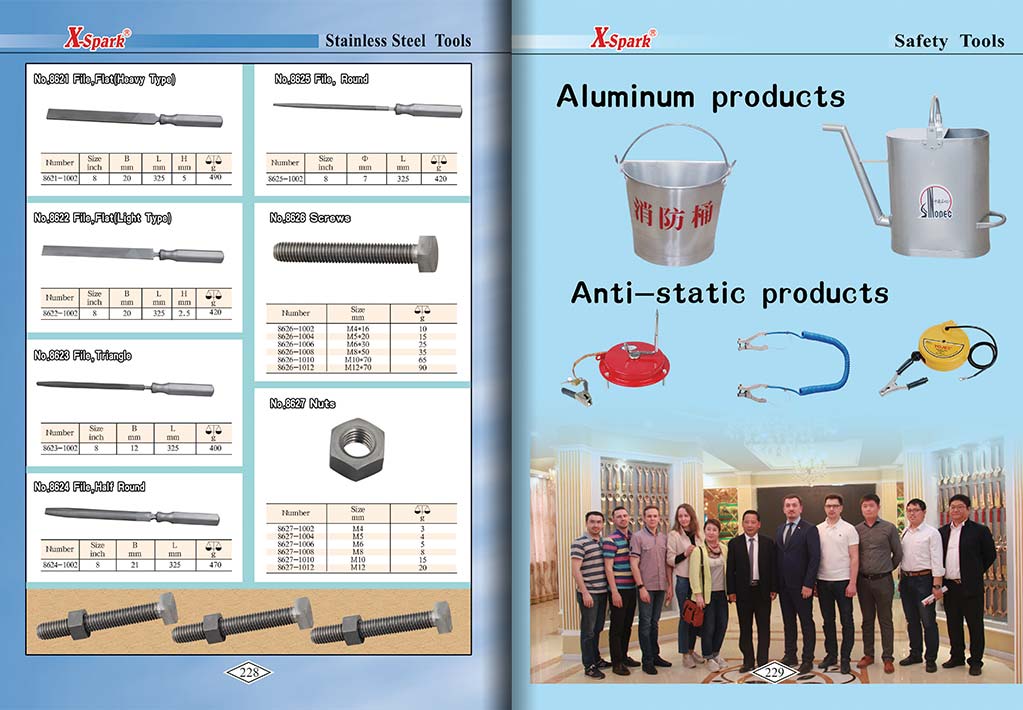 X-Spark®
Stainless Steel Tools
No.8621 File,Flat(Heavy Type)
Number Size inch B mm L mm H mm g
8621-1002 8 20 325 5 490
No.8622 File,Flat(Light Type)
Number Size inch B mm L mm H mm g
8622-1002 8 20 325 2.5 420
No.8623 File,Triangle
Number Size inch B mm L mm g
8623-1002 8 12 325 400
No.8624 File,Half Round
Number Size inch B mm L mm g
8624-1002 8 21 325 470
No.8625 File, Round
Number Size inch Φ mm L mm g
8625-1002 8 7 325 420
No.8626 Screws
Number Size mm g
8626-1002 M4*16 10
8626-1004 M5*20 15
8626-1006 M6*30 25
8626-1008 M8*50 35
8626-1010 M10*70 65
8626-1012 M12*70 90
No.8627 Nuts
Number Size mm g
8627-1002 M4 3
8627-1004 M5 4
8627-1006 M6 5
8627-1008 M8 8
8627-1010 M10 15
8627-1012 M12 20
228
X-Spark®
Safety Tools
Aluminum products
消防桶
Anti-static products
229